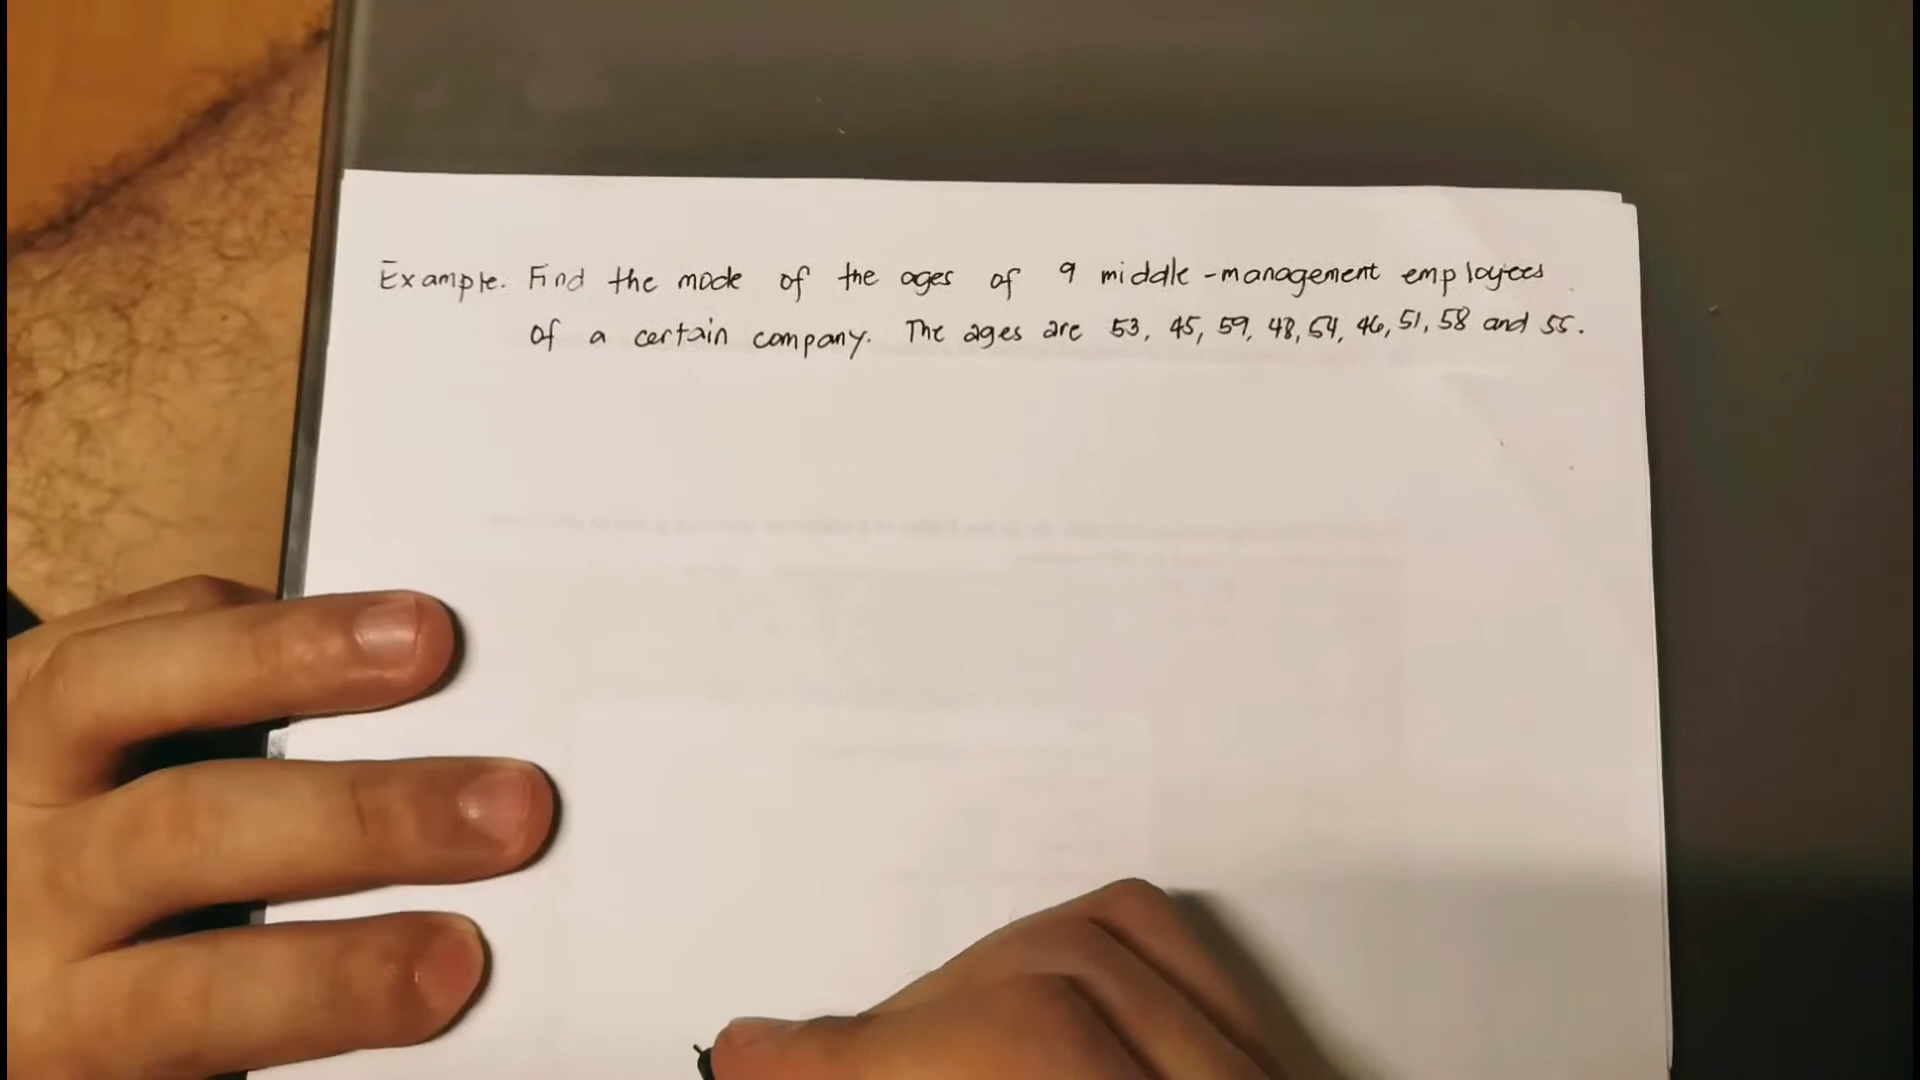 Example. Find the mode of the ages of 9 middle-management employees
of a certain company. The ages are 53, 45, 59, 48, 54, 46, 51, 58 and 55.